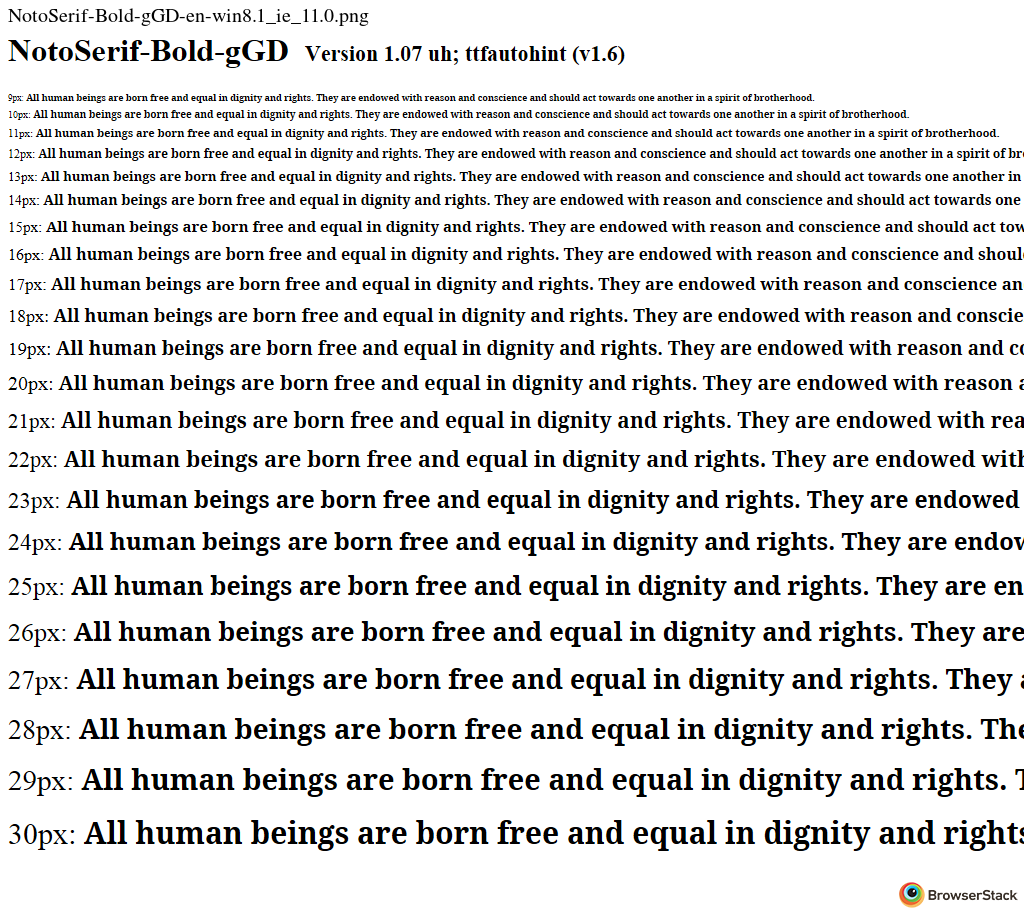 NotoSerif-Bold-gGD-en-win8.1_ie_11.0.png
NotoSerif-Bold-gGD Version 1.07 uh; ttfautohint (v1.6)
9px: All human beings are born free and equal in dignity and rights. They are endowed with reason and conscience and should act towards one another in a spirit of brotherhood.
10px: All human beings are born free and equal in dignity and rights. They are endowed with reason and conscience and should act towards one another in a spirit of brotherhood.
11px: All human beings are born free and equal in dignity and rights. They are endowed with reason and conscience and should act towards one another in a spirit of brotherhood.
12px: All human beings are born free and equal in dignity and rights. They are endowed with reason and conscience and should act towards one another in a spirit of br
13px: All human beings are born free and equal in dignity and rights. They are endowed with reason and conscience and should act towards one another in
14px: All human beings are born free and equal in dignity and rights. They are endowed with reason and conscience and should act towards one
15px: All human beings are born free and equal in dignity and rights. They are endowed with reason and conscience and should act tow
16px: All human beings are born free and equal in dignity and rights. They are endowed with reason and conscience and shoul
17px: All human beings are born free and equal in dignity and rights. They are endowed with reason and conscience an
18px: All human beings are born free and equal in dignity and rights. They are endowed with reason and conscie
19px: All human beings are born free and equal in dignity and rights. They are endowed with reason and co
20px: All human beings are born free and equal in dignity and rights. They are endowed with reason a
21px: All human beings are born free and equal in dignity and rights. They are endowed with rea
22px: All human beings are born free and equal in dignity and rights. They are endowed with
23px: All human beings are born free and equal in dignity and rights. They are endowed
24px: All human beings are born free and equal in dignity and rights. They are endow
25px: All human beings are born free and equal in dignity and rights. They are en
26px: All human beings are born free and equal in dignity and rights. They are
27px: All human beings are born free and equal in dignity and rights. They a
28px: All human beings are born free and equal in dignity and rights. The
29px: All human beings are born free and equal in dignity and rights. T
30px: All human beings are born free and equal in dignity and rights
BrowserStack